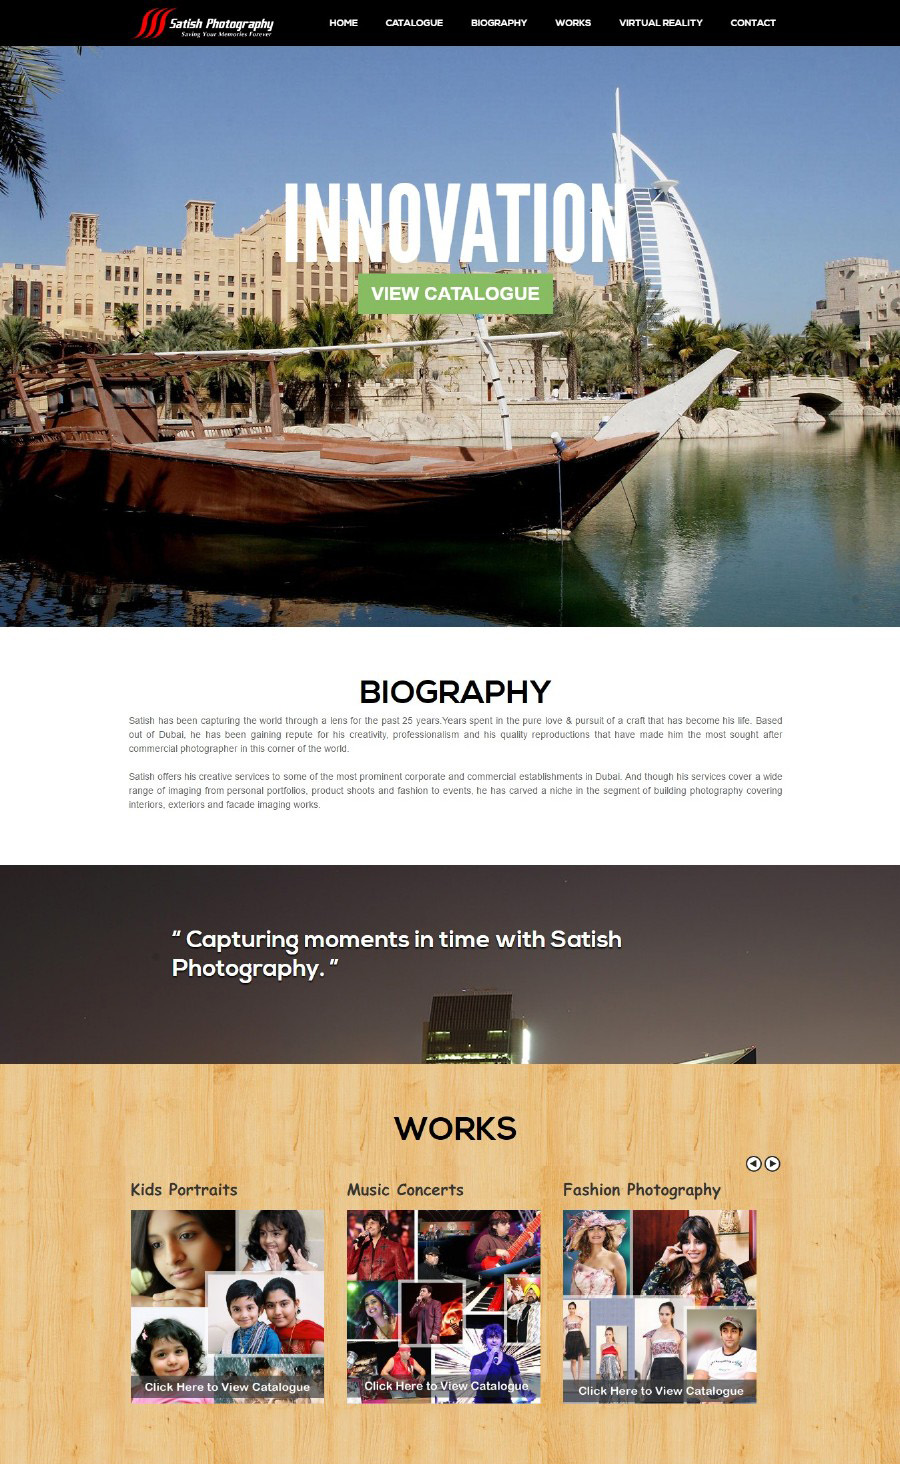 Satish Photography
Saving Your Memories Forever
HOME CATALOGUE BIOGRAPHY WORKS VIRTUAL REALITY CONTACT
INNOVATION
VIEW CATALOGUE
BIOGRAPHY
Satish has been capturing the world through a lens for the past 25 years.Years spent in the pure love & pursuit of a craft that has become his life. Based
out of Dubai, he has been gaining repute for his creativity, professionalism and his quality reproductions that have made him the most sought after
commercial photographer in this corner of the world.
Satish offers his creative services to some of the most prominent corporate and commercial establishments in Dubai. And though his services cover a wide
range of imaging from personal portfolios, product shoots and fashion to events, he has carved a niche in the segment of building photography covering
interiors, exteriors and facade imaging works.
“ Capturing moments in time with Satish
Photography. ”
WORKS
Kids Portraits
Music Concerts
Fashion Photography
Click Here to View Catalogue
Click Here to View Catalogue
Click Here to View Catalogue